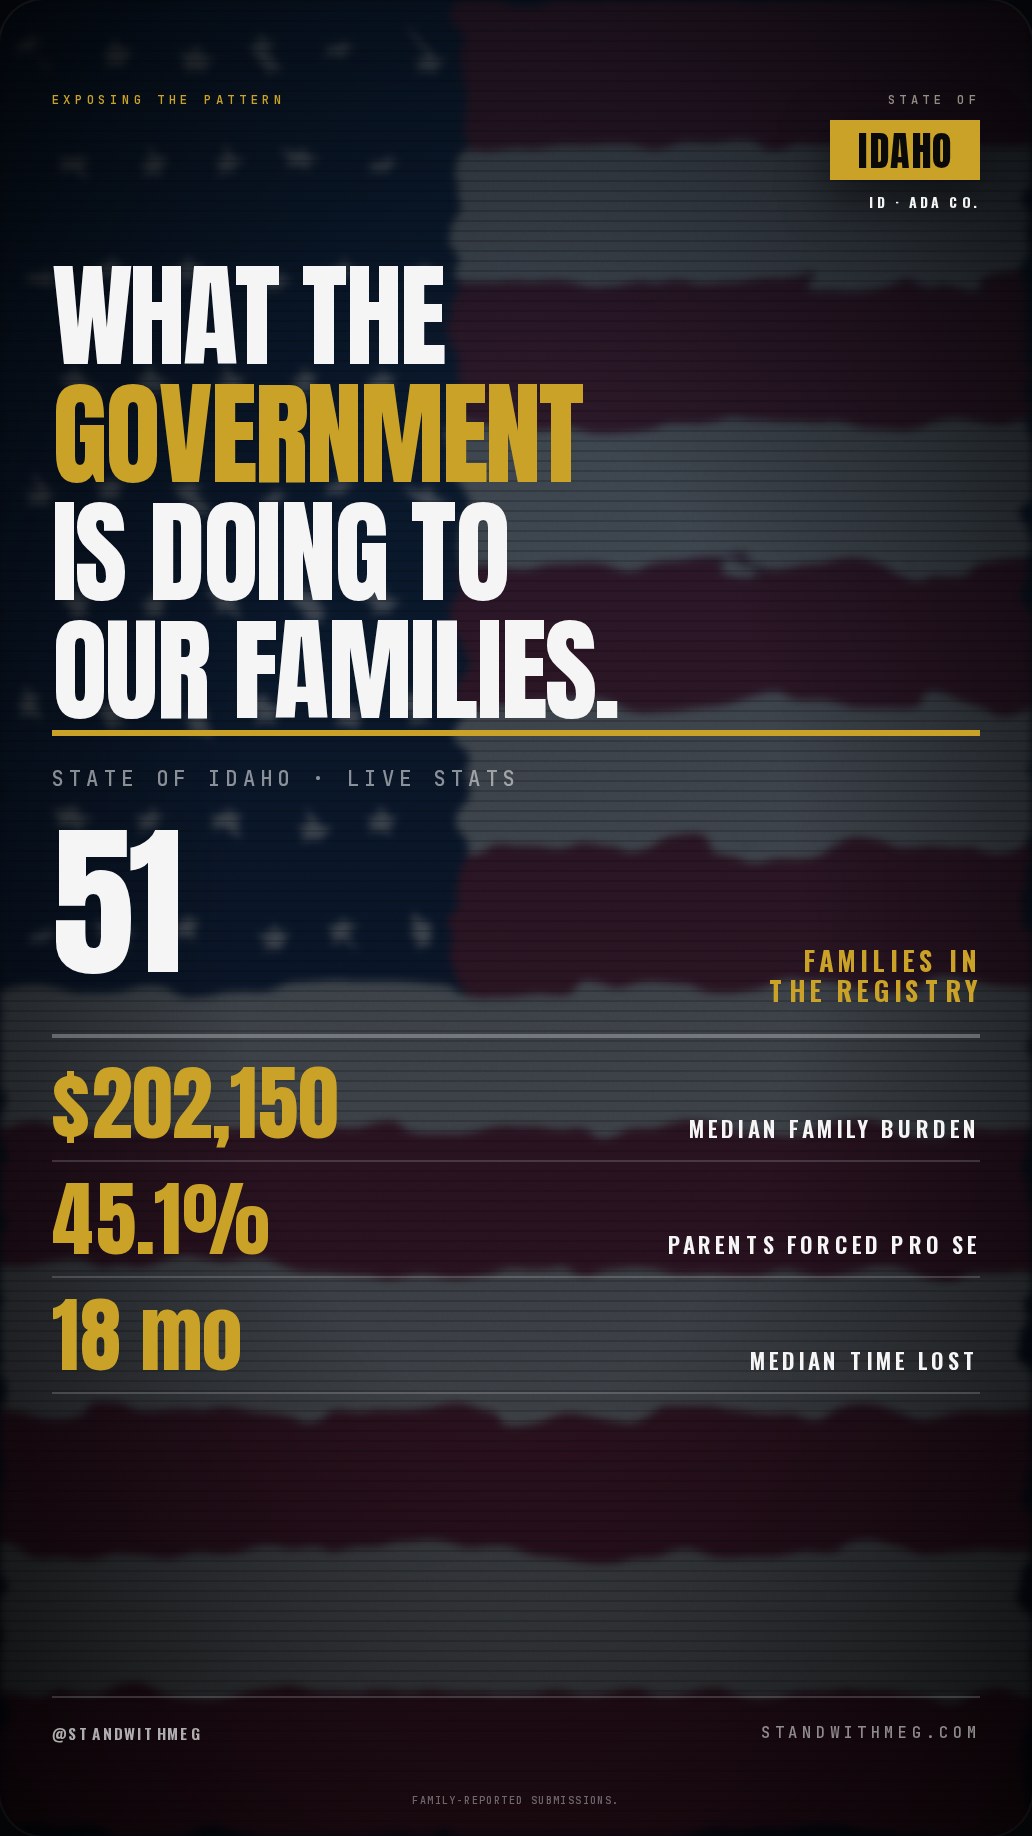 EXPOSING THE PATTERN
STATE OF
IDAHO
ID · ADA CO.
WHAT THE
GOVERNMENT
IS DOING TO
OUR FAMILIES.
STATE OF IDAHO · LIVE STATS
51
FAMILIES IN
THE REGISTRY
$202,150
MEDIAN FAMILY BURDEN
45.1%
PARENTS FORCED PRO SE
18 mo
MEDIAN TIME LOST
@STANDWITHMEG
STANDWITHMEG.COM
FAMILY-REPORTED SUBMISSIONS.